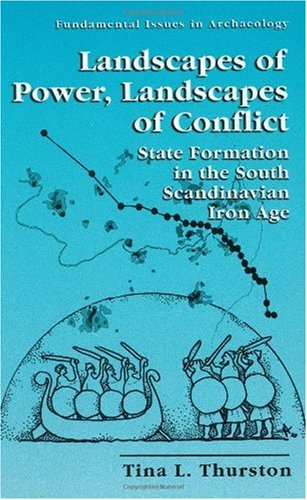 Fundamental Issues in Archaeology
Landscapes of
Power, Landscapes
of Conflict
State Formation
in the South
Scandinavian
Iron Age
Tina L. Thurston